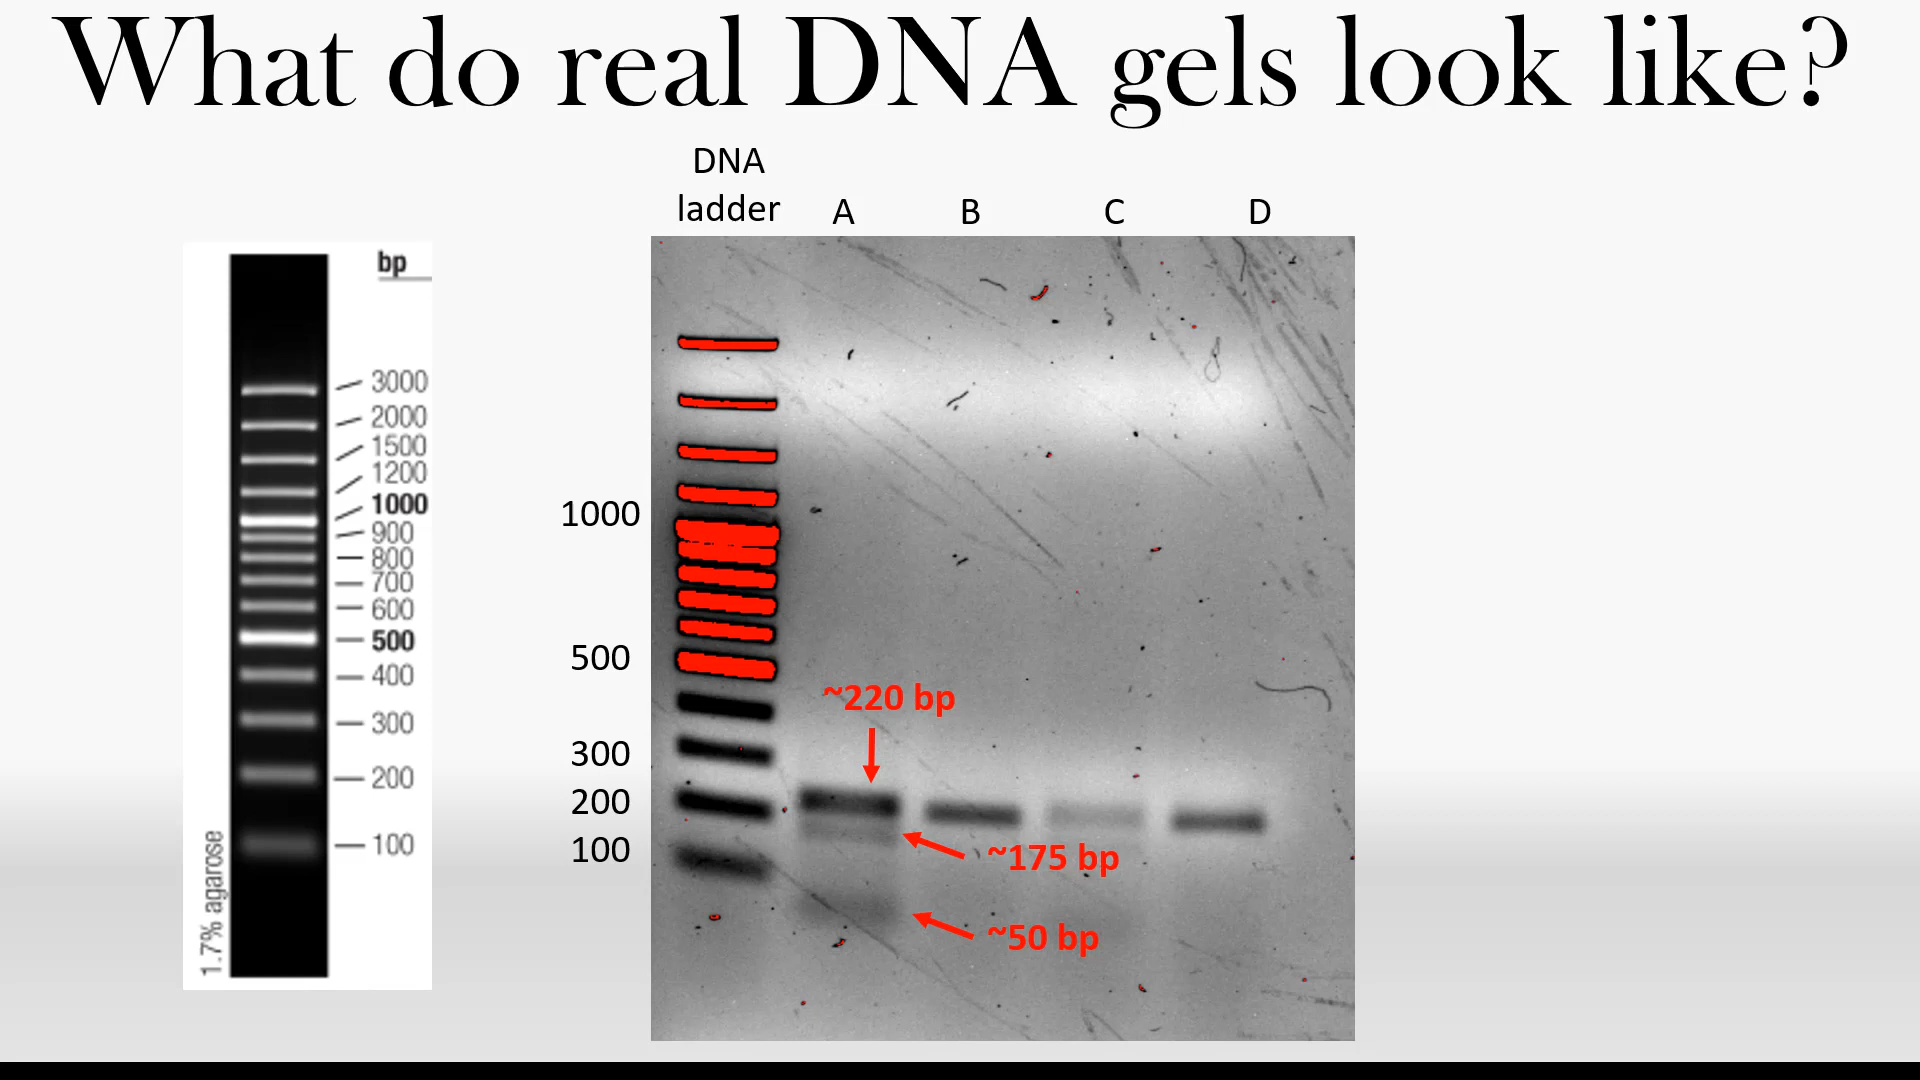 What do real DNA gels look like?
DNA
ladder
A
B
C
D
bp
3000
2000
1500
1200
1000
900
800
700
600
500
400
300
200
100
1.7% agarose
1000
500
300
200
100
~220 bp
~175 bp
~50 bp